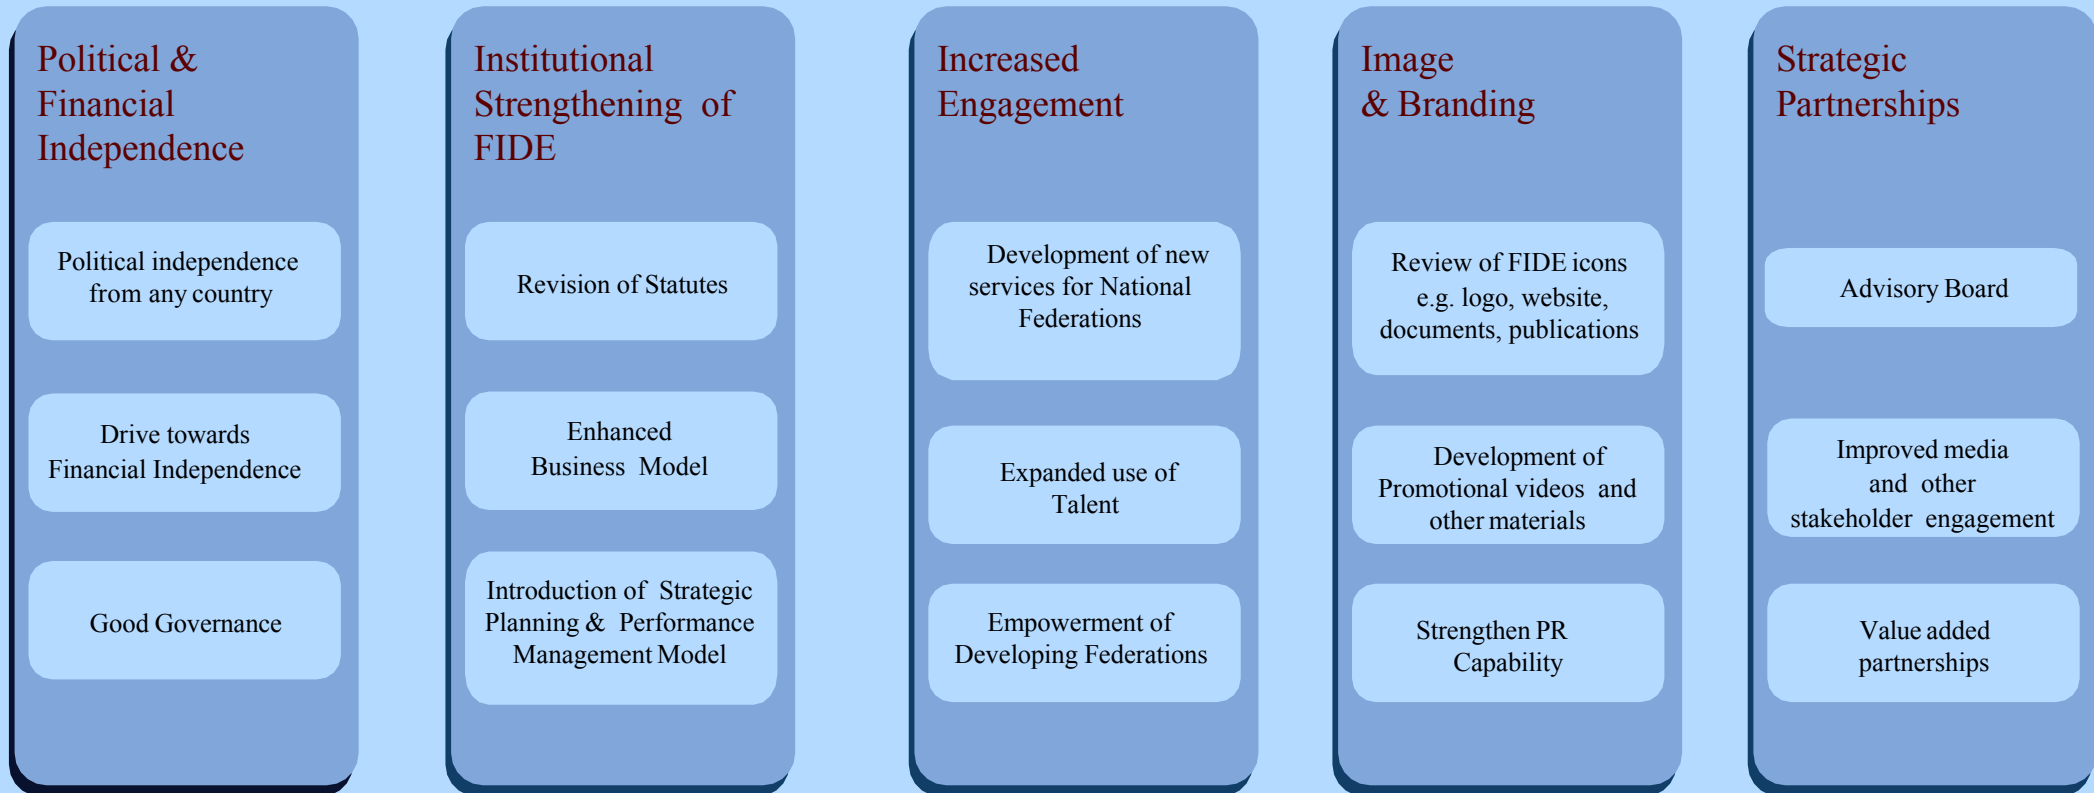 Political &
Financial
Independence
Political independence
from any country
Drive towards
Financial Independence
Good Governance
Institutional
Strengthening of
FIDE
Revision of Statutes
Enhanced
Business Model
Introduction of Strategic
Planning & Performance
Management Model
Increased
Engagement
Development of new
services for National
Federations
Expanded use of
Talent
Empowerment of
Developing Federations
Image
& Branding
Review of FIDE icons
e.g. logo, website,
documents, publications
Development of
Promotional videos and
other materials
Strengthen PR
Capability
Strategic
Partnerships
Advisory Board
Improved media
and other
stakeholder engagement
Value added
partnerships